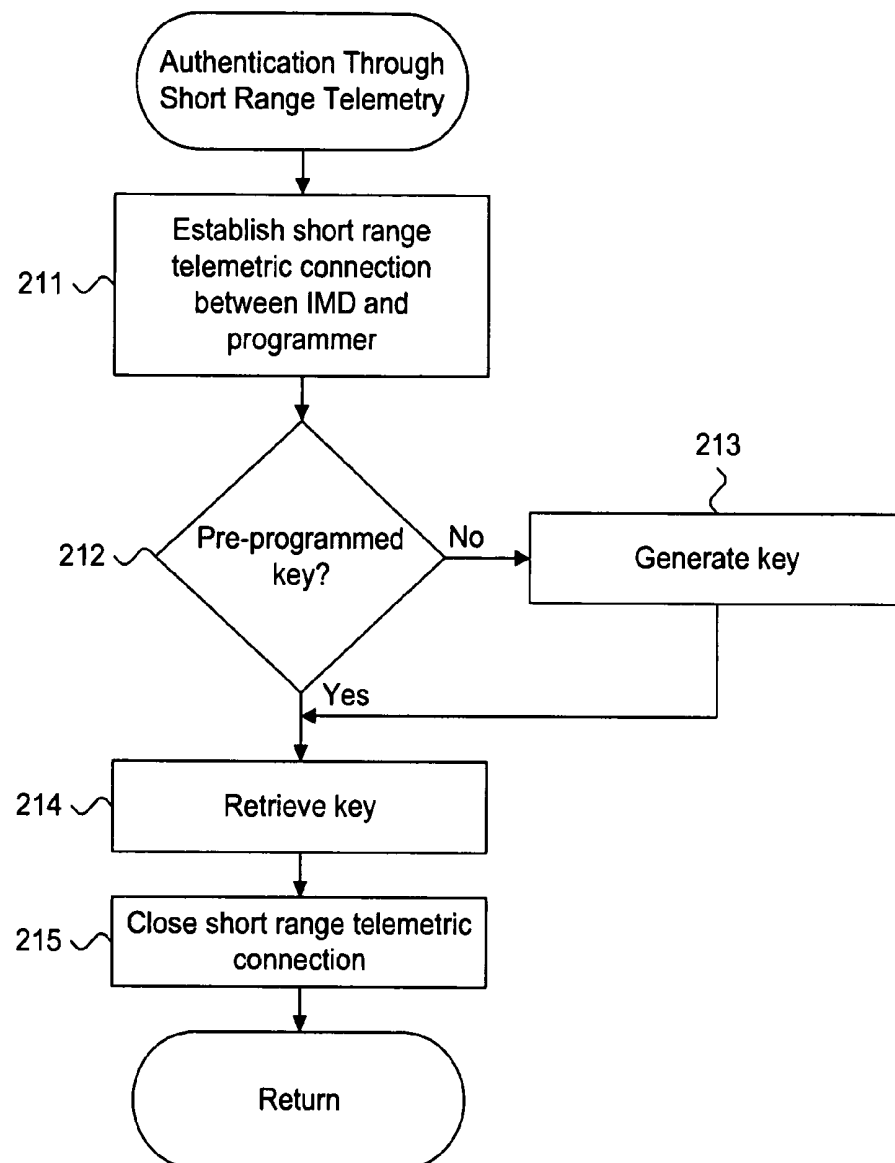 Authentication Through
Short Range Telemetry
Establish short range
telemetric connection
between IMD and
programmer
211
213
Pre-programmed
key?
212
No
Generate key
Yes
Retrieve key
214
Close short range telemetric
connection
215
Return